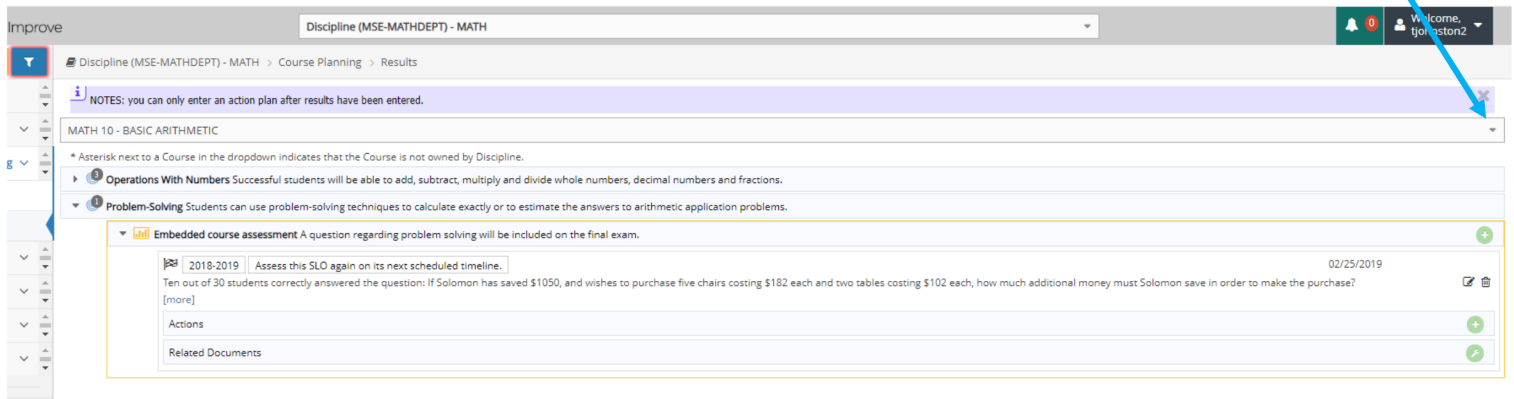 Improve
Discipline (MSE-MATHDEPT) - MATH
0
Welcome,
tjohnston2
Discipline (MSE-MATHDEPT) - MATH > Course Planning > Results
i NOTES: you can only enter an action plan after results have been entered.
MATH 10 - BASIC ARITHMETIC
* Asterisk next to a Course in the dropdown indicates that the Course is not owned by Discipline.
g
3 Operations With Numbers Successful students will be able to add, subtract, multiply and divide whole numbers, decimal numbers and fractions.
1 Problem-Solving Students can use problem-solving techniques to calculate exactly or to estimate the answers to arithmetic application problems.
Embedded course assessment A question regarding problem solving will be included on the final exam.
2018-2019 Assess this SLO again on its next scheduled timeline. 02/25/2019
Ten out of 30 students correctly answered the question: If Solomon has saved $1050, and wishes to purchase five chairs costing $182 each and two tables costing $102 each, how much additional money must Solomon save in order to make the purchase?
[more]
Actions
Related Documents